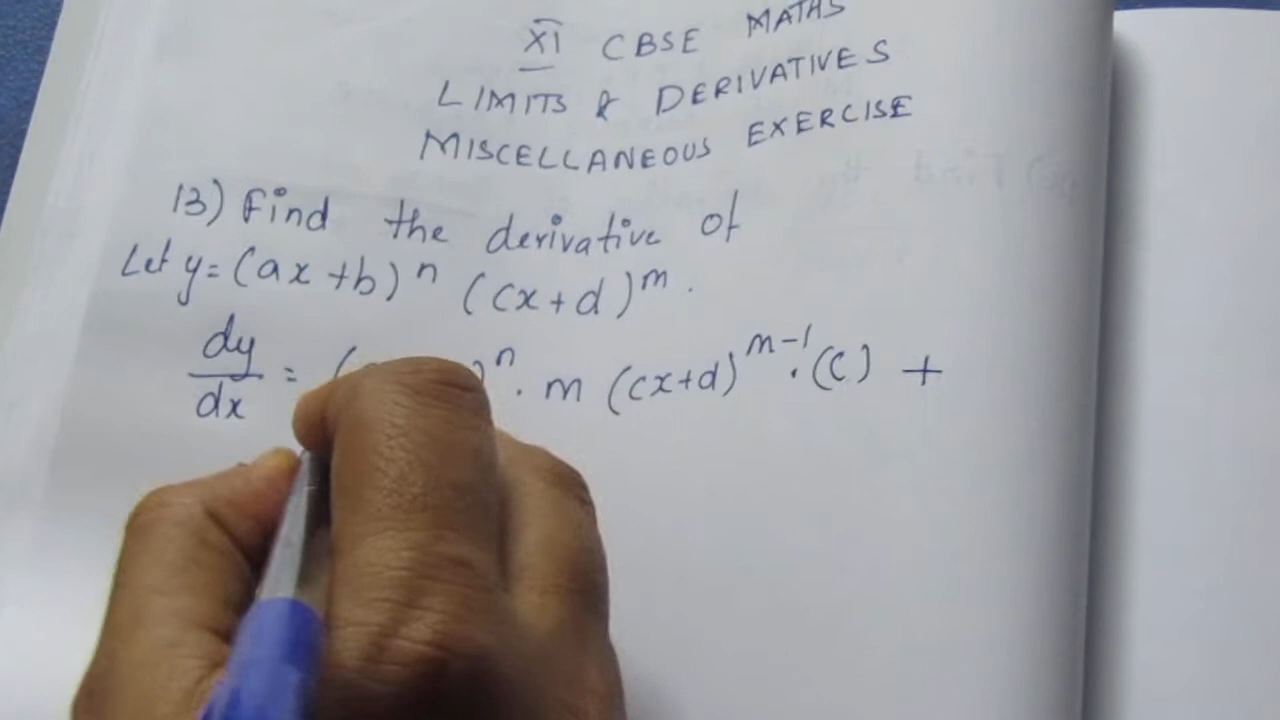 XI CBSE MATHS
LIMITS & DERIVATIVES
MISCELLANEOUS EXERCISE
13) Find the derivative of
Let y = (ax+b)^n (cx+d)^m.
dy/dx = ( )^n . m (cx+d)^{m-1} . (c) +